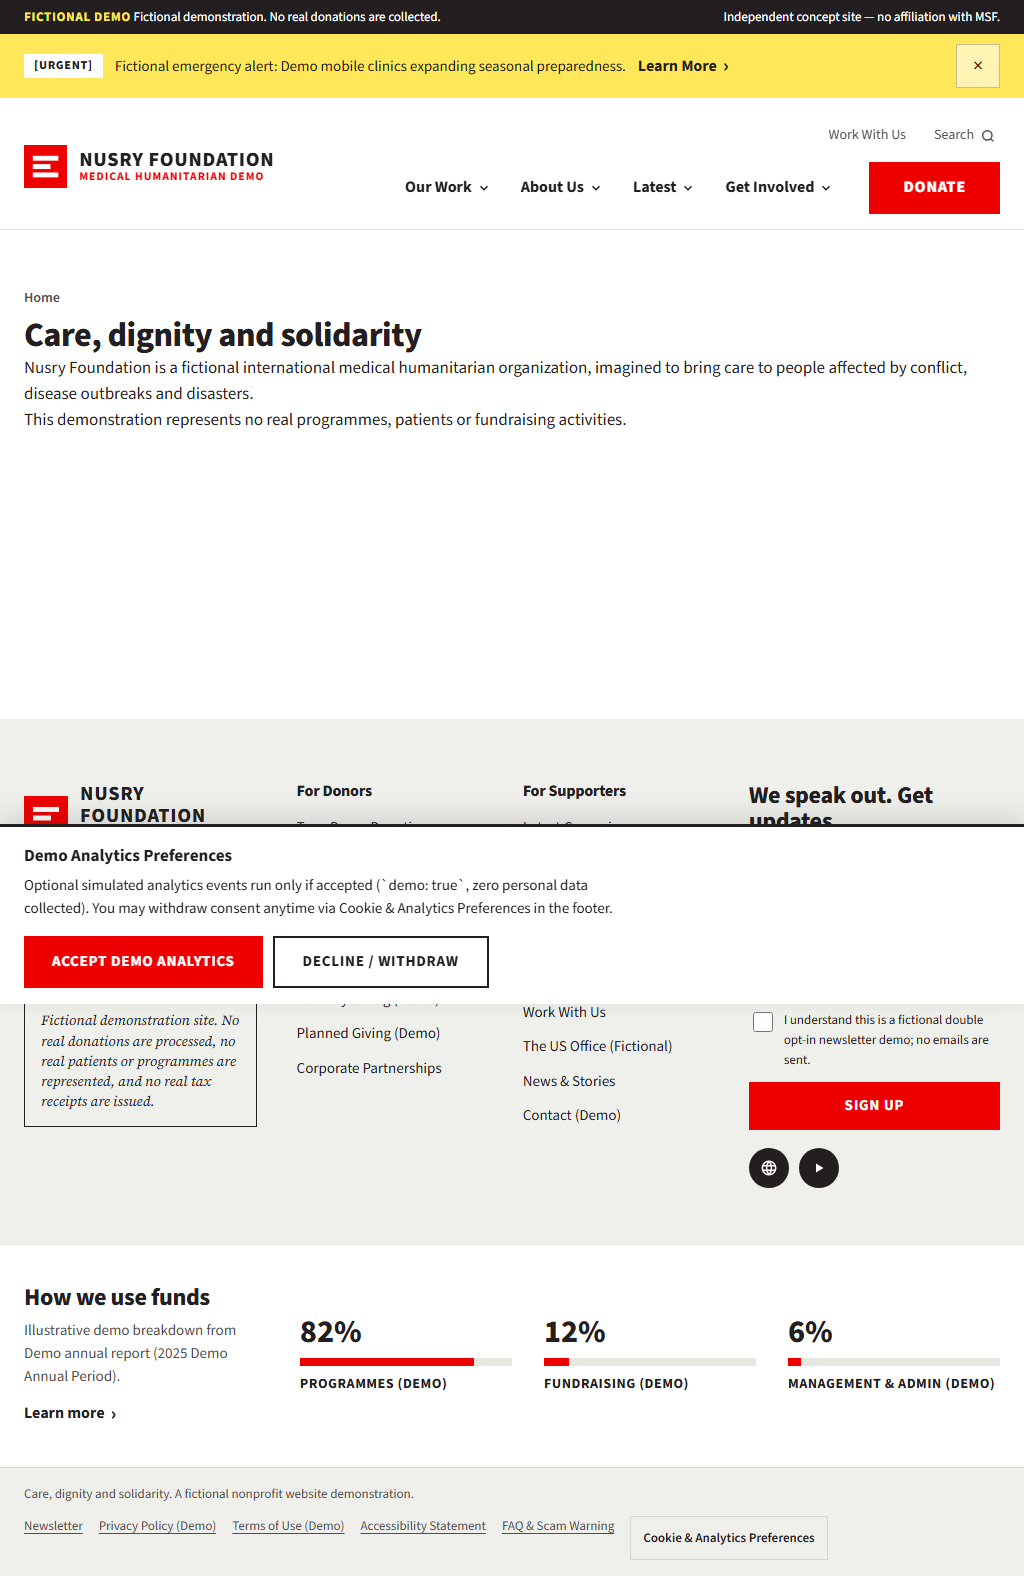 FICTIONAL DEMO Fictional demonstration. No real donations are collected.
Independent concept site — no affiliation with MSF.
[URGENT] Fictional emergency alert: Demo mobile clinics expanding seasonal preparedness. Learn More ›
×
Work With Us Search
NUSRY FOUNDATION
MEDICAL HUMANITARIAN DEMO
Our Work About Us Latest Get Involved DONATE
Home
Care, dignity and solidarity
Nusry Foundation is a fictional international medical humanitarian organization, imagined to bring care to people affected by conflict,
disease outbreaks and disasters.
This demonstration represents no real programmes, patients or fundraising activities.
NUSRY
FOUNDATION
For Donors
For Supporters
We speak out. Get
updates
Demo Analytics Preferences
Optional simulated analytics events run only if accepted (`demo: true`, zero personal data
collected). You may withdraw consent anytime via Cookie & Analytics Preferences in the footer.
ACCEPT DEMO ANALYTICS DECLINE / WITHDRAW
Fictional demonstration site. No
real donations are processed, no
real patients or programmes are
represented, and no real tax
receipts are issued.
Planned Giving (Demo)
Corporate Partnerships
Work With Us
The US Office (Fictional)
News & Stories
Contact (Demo)
I understand this is a fictional double
opt-in newsletter demo; no emails are
sent.
SIGN UP
How we use funds
Illustrative demo breakdown from
Demo annual report (2025 Demo
Annual Period).
Learn more ›
82%
PROGRAMMES (DEMO)
12%
FUNDRAISING (DEMO)
6%
MANAGEMENT & ADMIN (DEMO)
Care, dignity and solidarity. A fictional nonprofit website demonstration.
Newsletter Privacy Policy (Demo) Terms of Use (Demo) Accessibility Statement FAQ & Scam Warning Cookie & Analytics Preferences